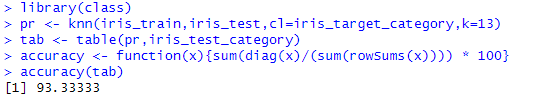 > library(class)
> pr <- knn(iris_train,iris_test,cl=iris_target_category,k=13)
> tab <- table(pr,iris_test_category)
> accuracy <- function(x){sum(diag(x)/(sum(rowSums(x)))) * 100}
> accuracy(tab)
[1] 93.33333